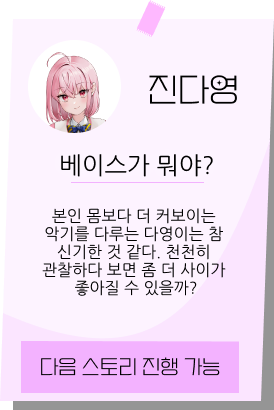 진다영
베이스가 뭐야?
본인 몸보다 더 커보이는
악기를 다루는 다영이는 참
신기한 것 같다. 천천히
관찰하다 보면 좀 더 사이가
좋아질 수 있을까?
다음 스토리 진행 가능